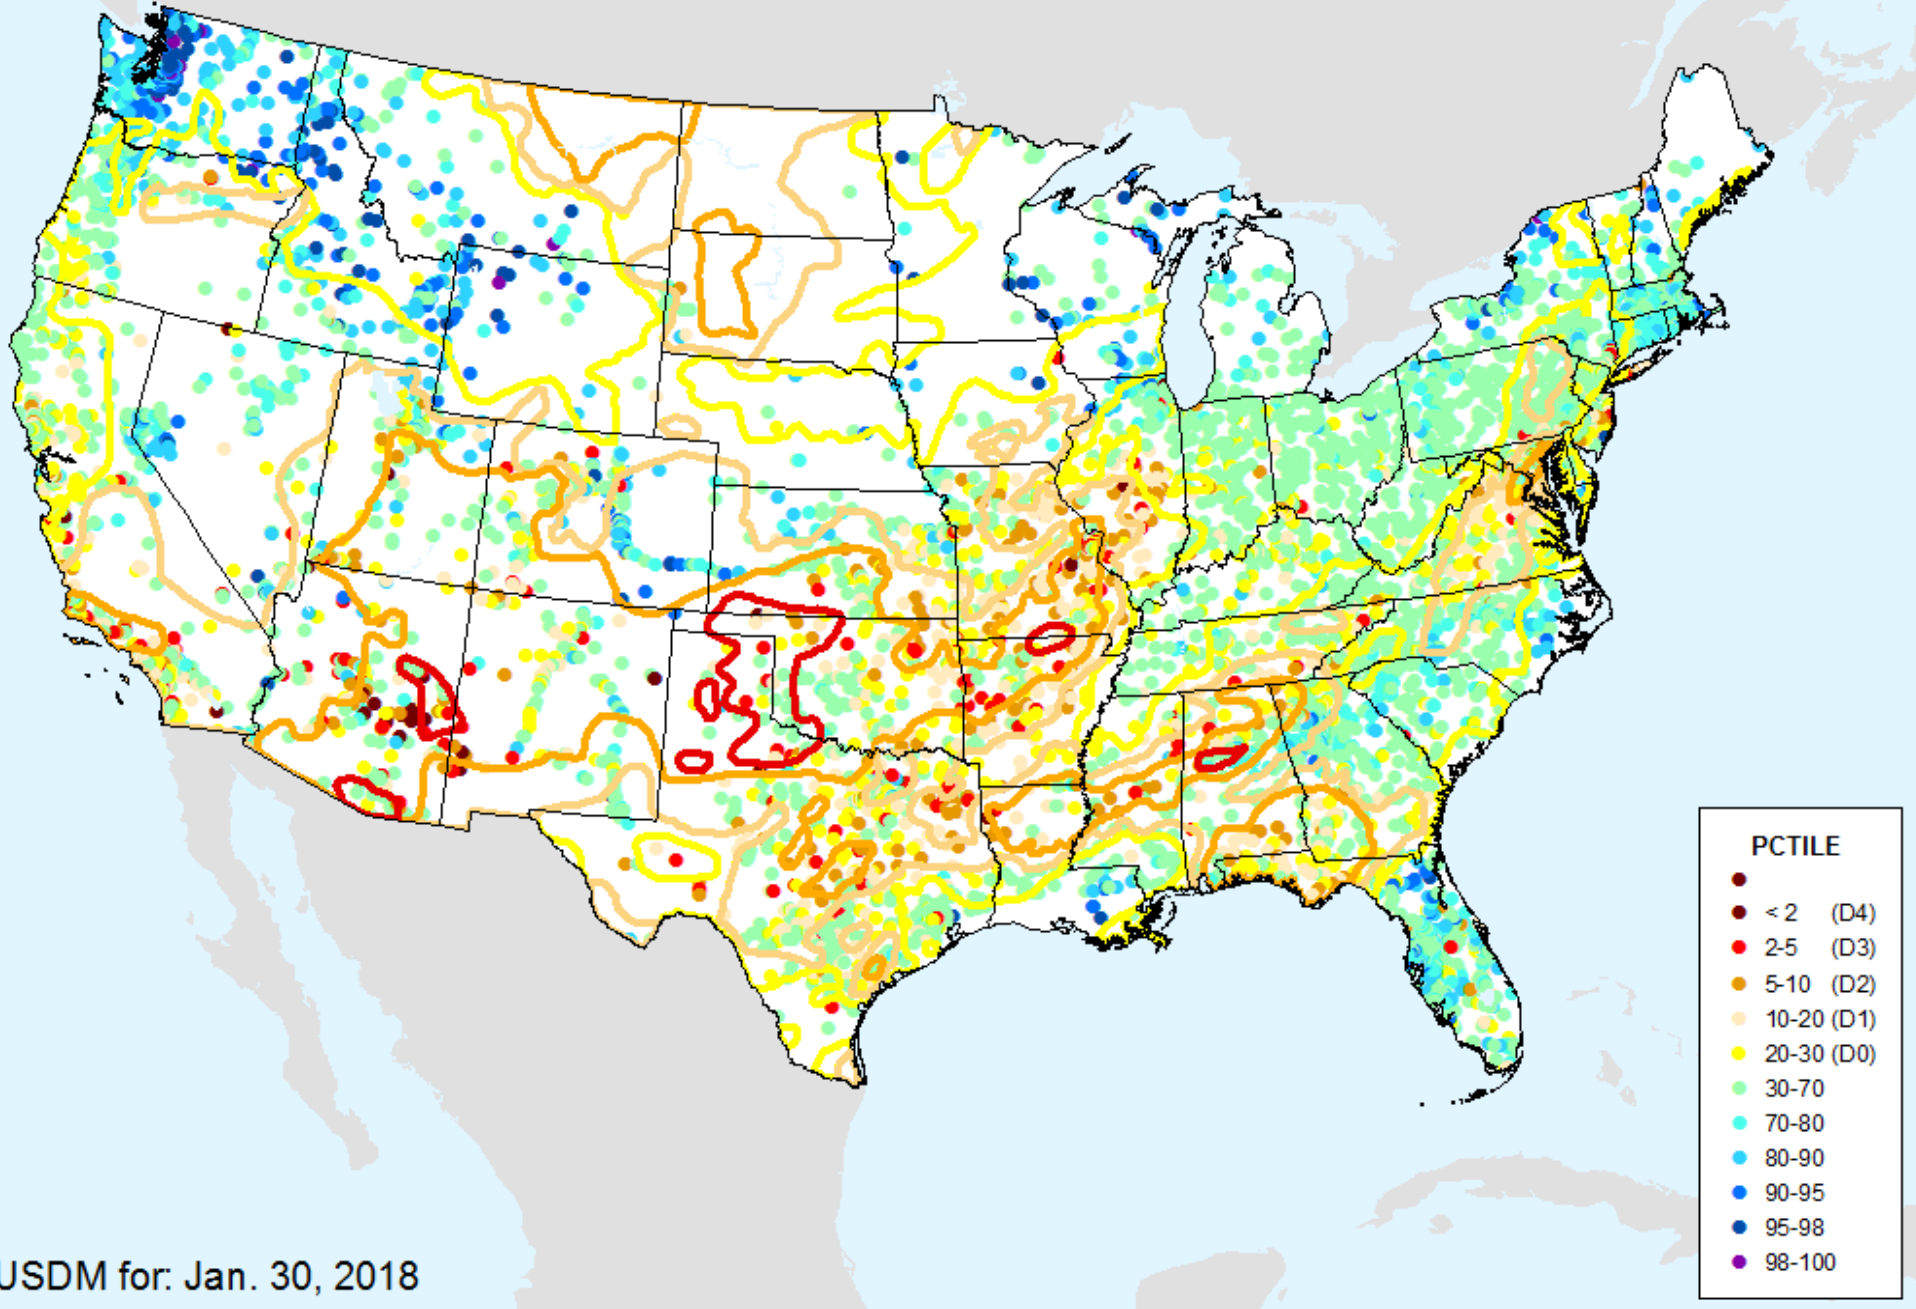 PCTILE
< 2 (D4)
2-5 (D3)
5-10 (D2)
10-20 (D1)
20-30 (D0)
30-70
70-80
80-90
90-95
95-98
98-100
USDM for: Jan. 30, 2018